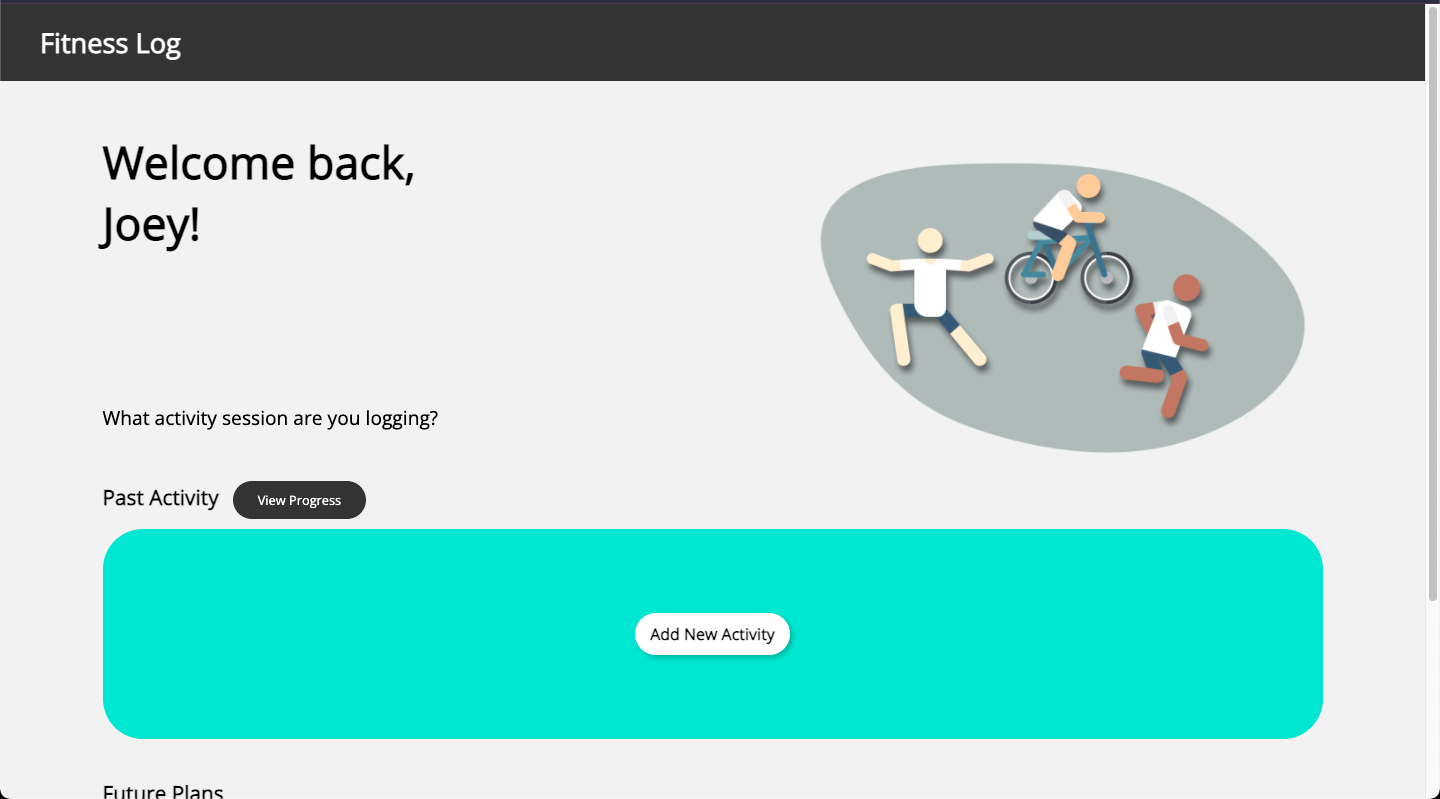 Fitness Log
Welcome back,
Joey!
What activity session are you logging?
Past Activity
View Progress
Add New Activity
Future Plans